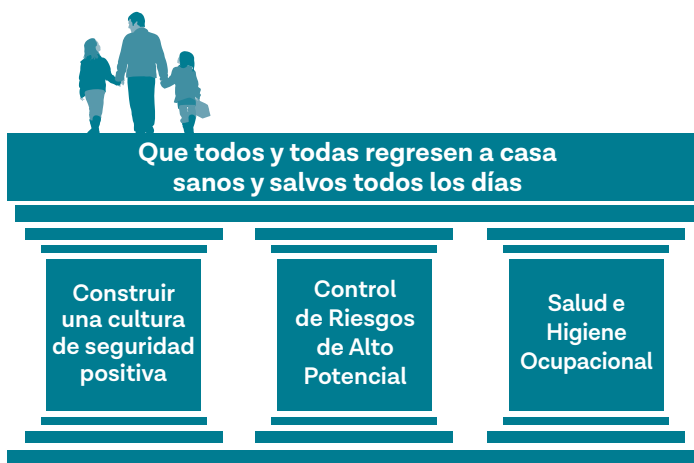 Que todos y todas regresen a casa
sanos y salvos todos los días
Construir
una cultura
de seguridad
positiva
Control
de Riesgos
de Alto
Potencial
Salud e
Higiene
Ocupacional